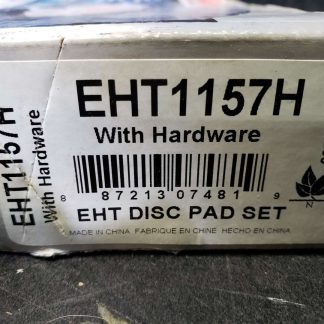 EHT1157H
With Hardware
EHT1157H
With Hardware
8 87213 07481 9
EHT DISC PAD SET
MADE IN CHINA FABRIQUE EN CHINE HECHO EN CHINA
N